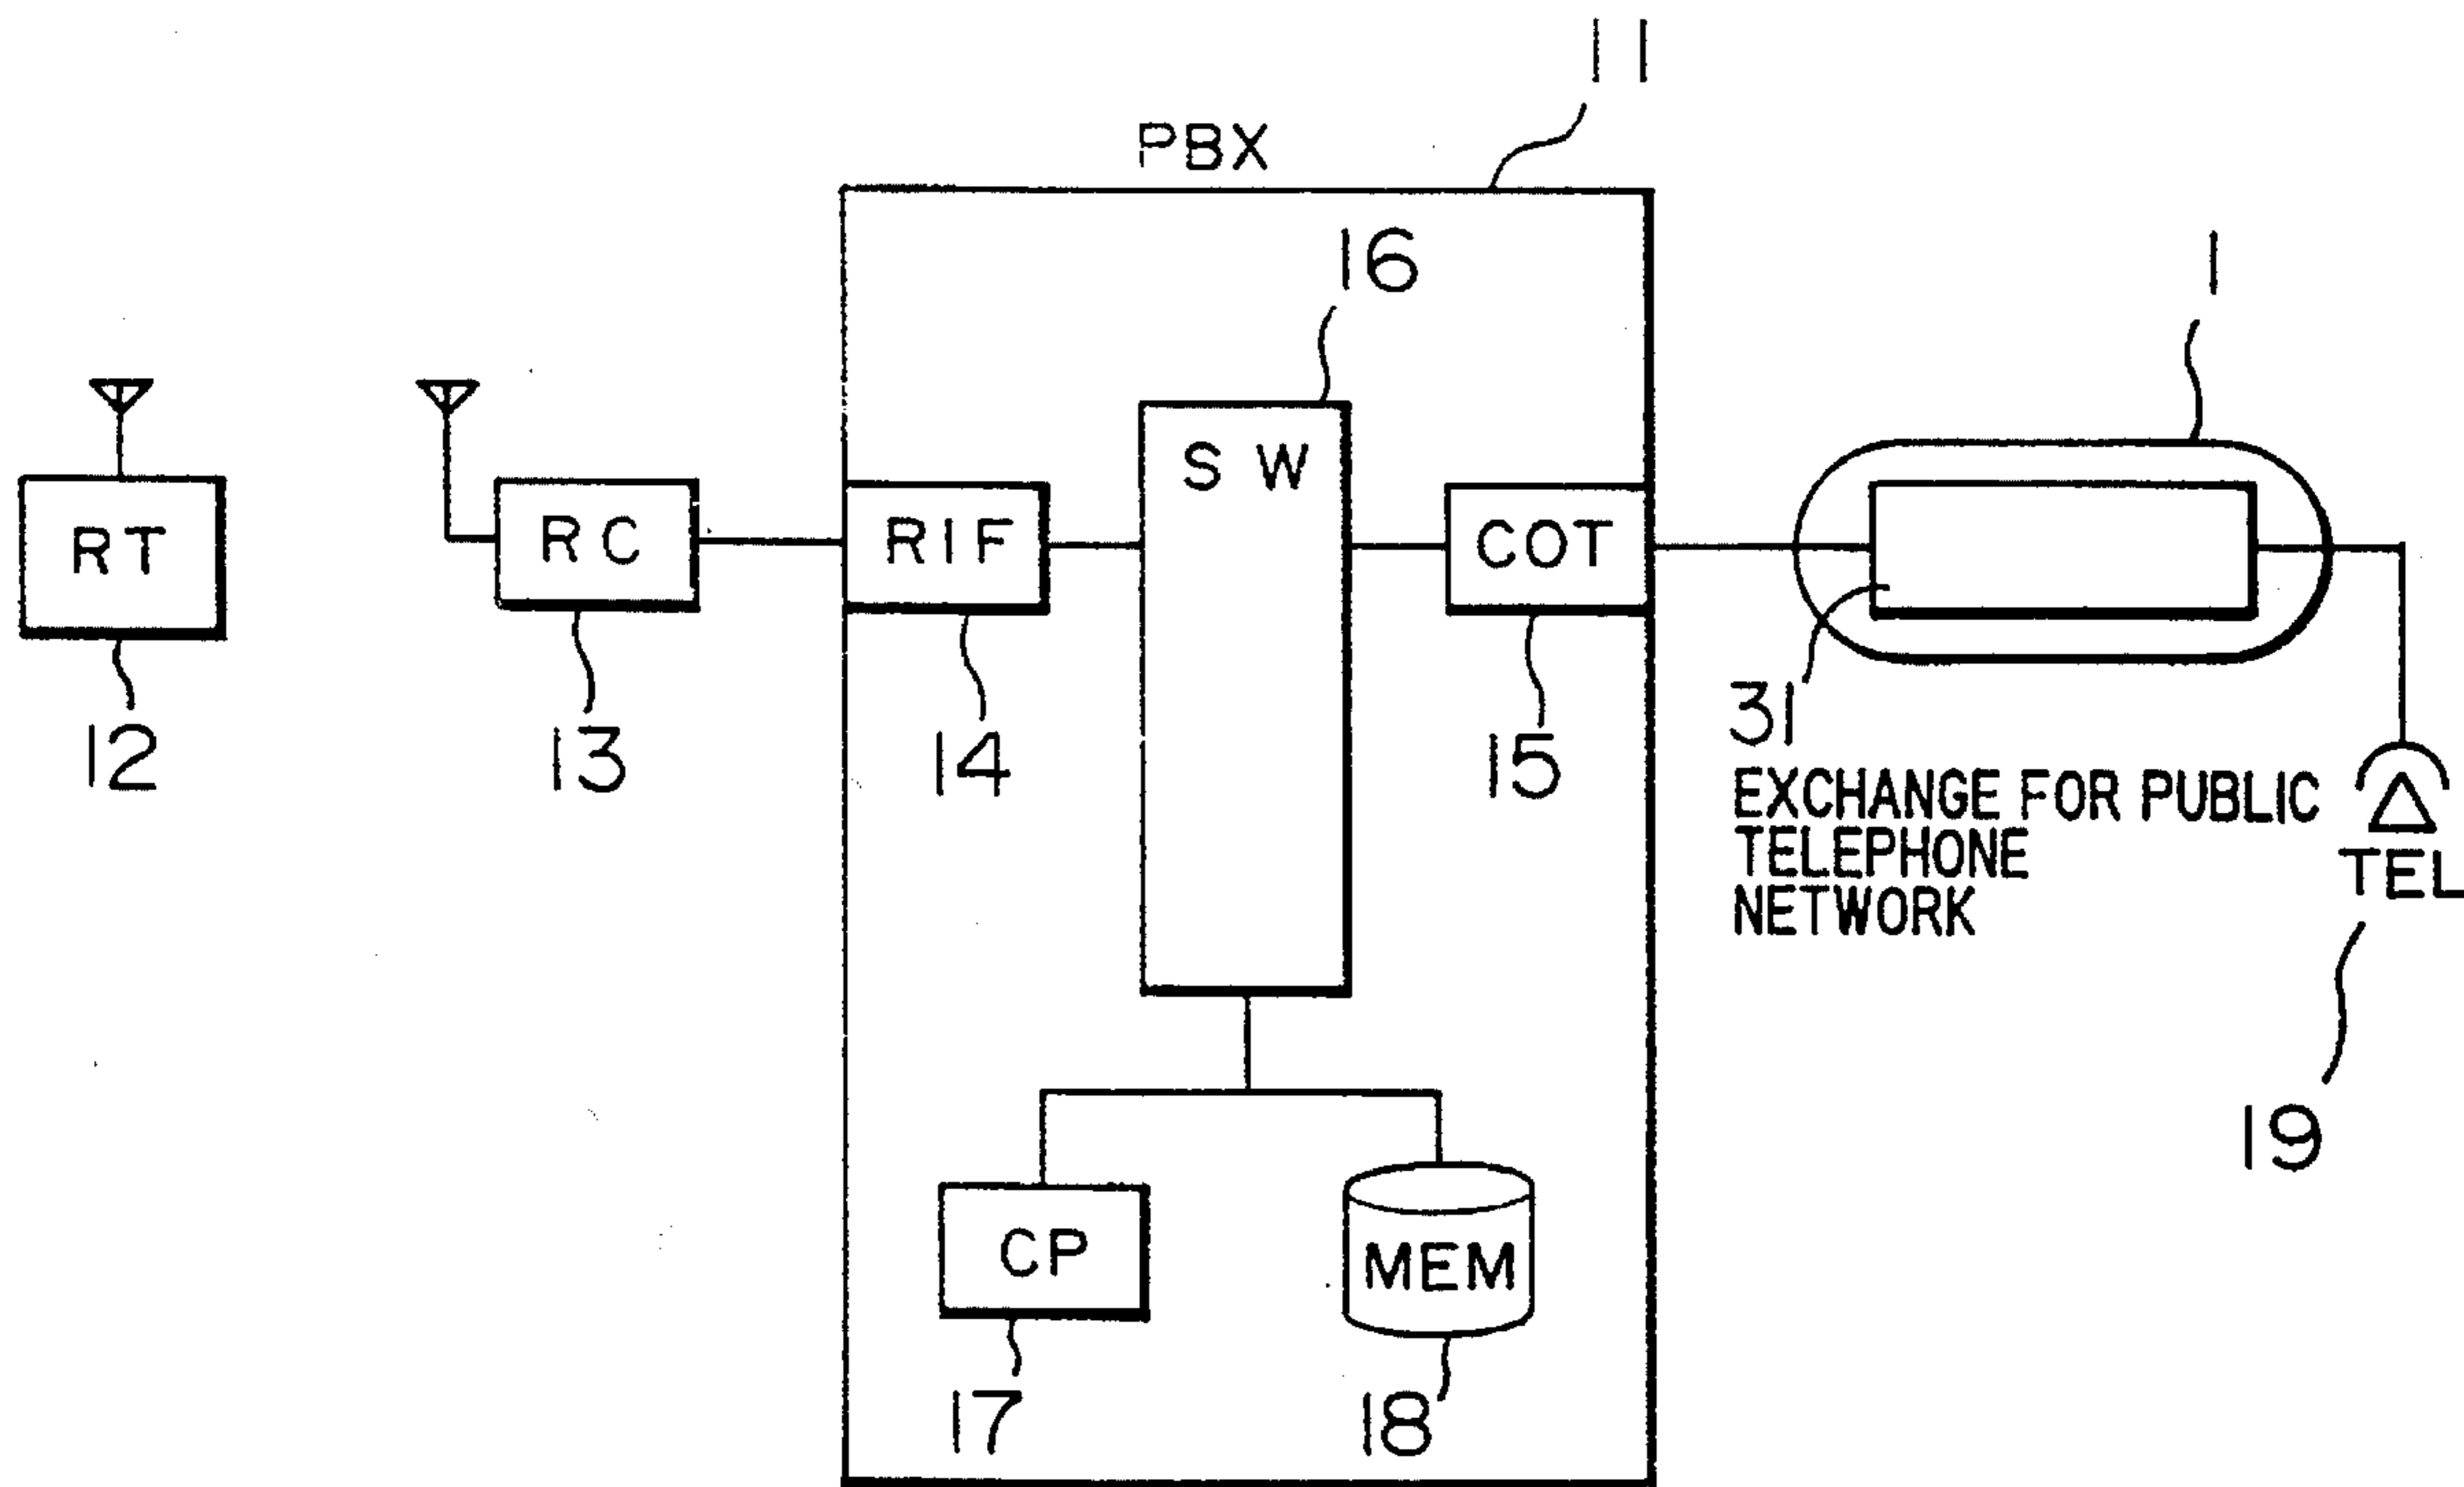 11
PBX
16
1
RT
RC
RIF
SW
COT
12
13
14
15
31
EXCHANGE FOR PUBLIC
TELEPHONE
NETWORK
TEL
19
CP
MEM
17
18